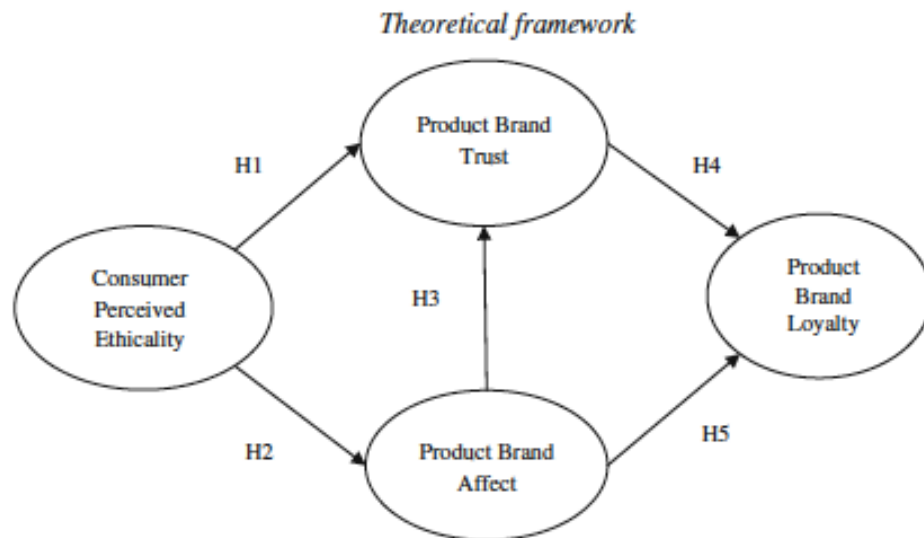 Theoretical framework
Product Brand
Trust
H1
H4
Consumer
Perceived
Ethicality
H3
Product
Brand
Loyalty
H2
H5
Product Brand
Affect